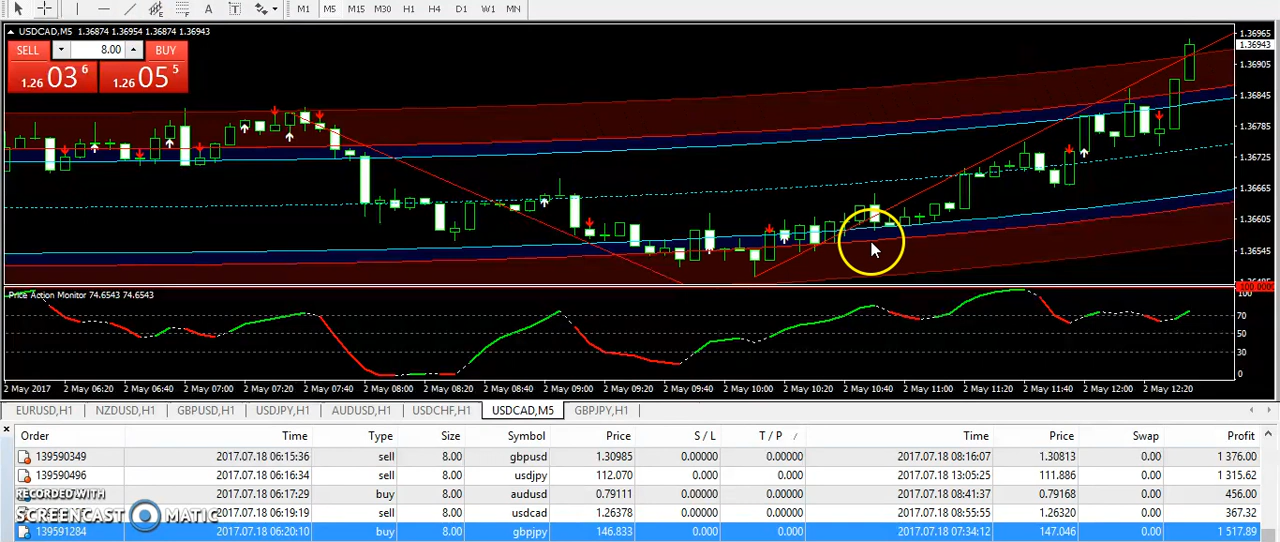 A T M1 M5 M15 M30 H1 H4 D1 W1 MN
USDCAD,M5 1.36874 1.36954 1.36874 1.36943
SELL 8.00 BUY
1.26 03 6 1.26 05 5
1.36965
1.36943
1.36905
1.36845
1.36785
1.36725
1.36665
1.36605
1.36545
Price Action Monitor 74.6543 74.6543
100
70
50
30
0
2 May 2017 2 May 06:20 2 May 06:40 2 May 07:00 2 May 07:20 2 May 07:40 2 May 08:00 2 May 08:20 2 May 08:40 2 May 09:00 2 May 09:20 2 May 09:40 2 May 10:00 2 May 10:20 2 May 10:40 2 May 11:00 2 May 11:20 2 May 11:40 2 May 12:00 2 May 12:20
EURUSD,H1 NZDUSD,H1 GBPUSD,H1 USDJPY,H1 AUDUSD,H1 USDCHF,H1 USDCAD,M5 GBPJPY,H1
Order Time Type Size Symbol Price S / L T / P / Time Price Swap Profit
139590349 2017.07.18 06:15:36 sell 8.00 gbpusd 1.30985 0.00000 0.00000 2017.07.18 08:16:07 1.30813 0.00 1 376.00
139590496 2017.07.18 06:16:34 sell 8.00 usdjpy 112.070 0.000 0.000 2017.07.18 13:05:25 111.886 0.00 1 315.62
2017.07.18 06:17:29 buy 8.00 audusd 0.79111 0.00000 0.00000 2017.07.18 08:41:37 0.79168 0.00 456.00
RECORDED WITH
2017.07.18 06:19:19 sell 8.00 usdcad 1.26378 0.00000 0.00000 2017.07.18 08:55:55 1.26320 0.00 367.32
SCREENCAST MATIC
139591284 2017.07.18 06:20:10 buy 8.00 gbpjpy 146.833 0.000 0.000 2017.07.18 07:34:12 147.046 0.00 1 517.89